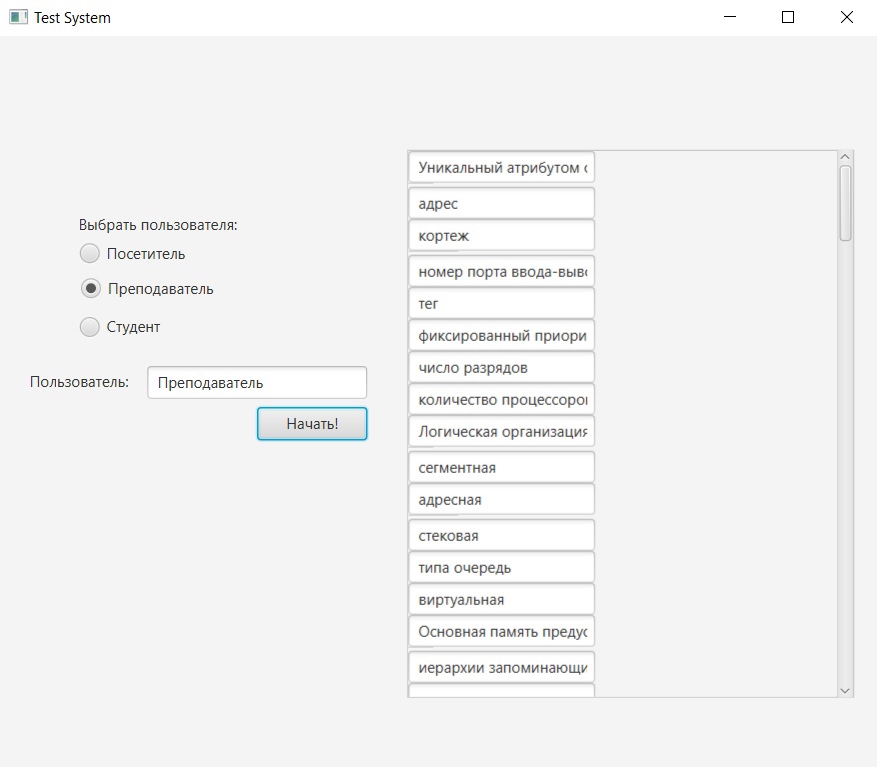 Test System
Выбрать пользователя:
Посетитель
Преподаватель
Студент
Пользователь: Преподаватель
Начать!
Уникальный атрибутом
адрес
кортеж
номер порта ввода-выво
тег
фиксированный приори
число разрядов
количество процессоров
Логическая организация
сегментная
адресная
стековая
типа очередь
виртуальная
Основная память предус
иерархии запоминающи